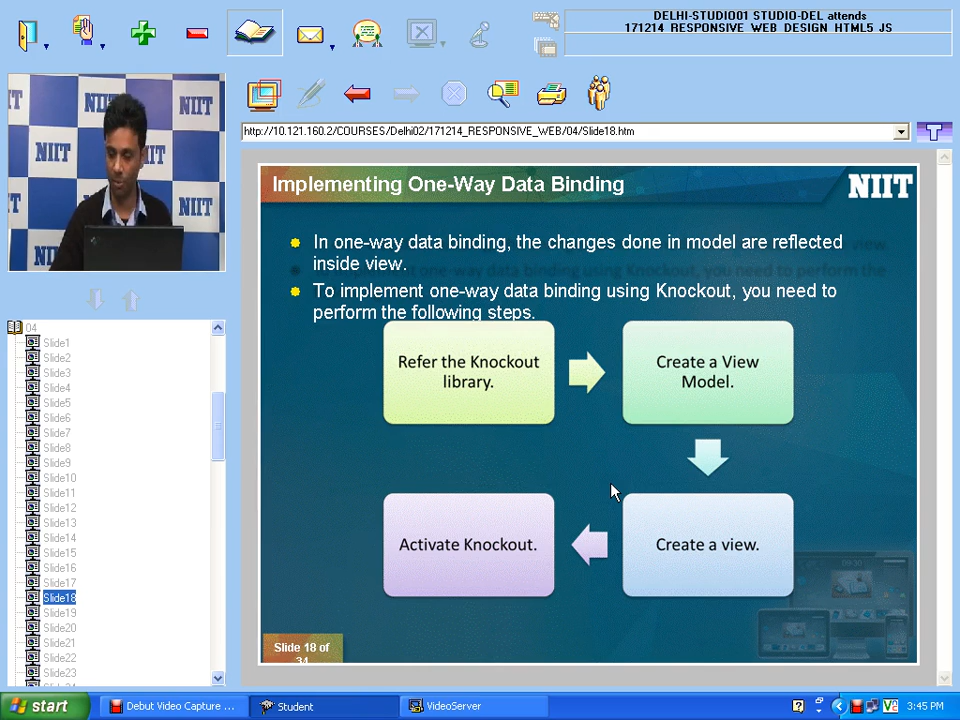 DELHI-STUDIO01 STUDIO-DEL attends
171214 RESPONSIVE WEB DESIGN HTML5 JS
http://10.121.160.2/COURSES/Delhi02/171214_RESPONSIVE_WEB/04/Slide18.htm
T
NIIT
NIIT
NIIT
NIIT
Implementing One-Way Data Binding
NIIT
In one-way data binding, the changes done in model are reflected
inside view.
To implement one-way data binding using Knockout, you need to
perform the following steps.
Refer the Knockout
library.
Create a View
Model.
Activate Knockout.
Create a view.
Slide 18 of
34
04
Slide1
Slide2
Slide3
Slide4
Slide5
Slide6
Slide7
Slide8
Slide9
Slide10
Slide11
Slide12
Slide13
Slide14
Slide15
Slide16
Slide17
Slide18
Slide19
Slide20
Slide21
Slide22
Slide23
start
Debut Video Capture ...
Student
VideoServer
3:45 PM